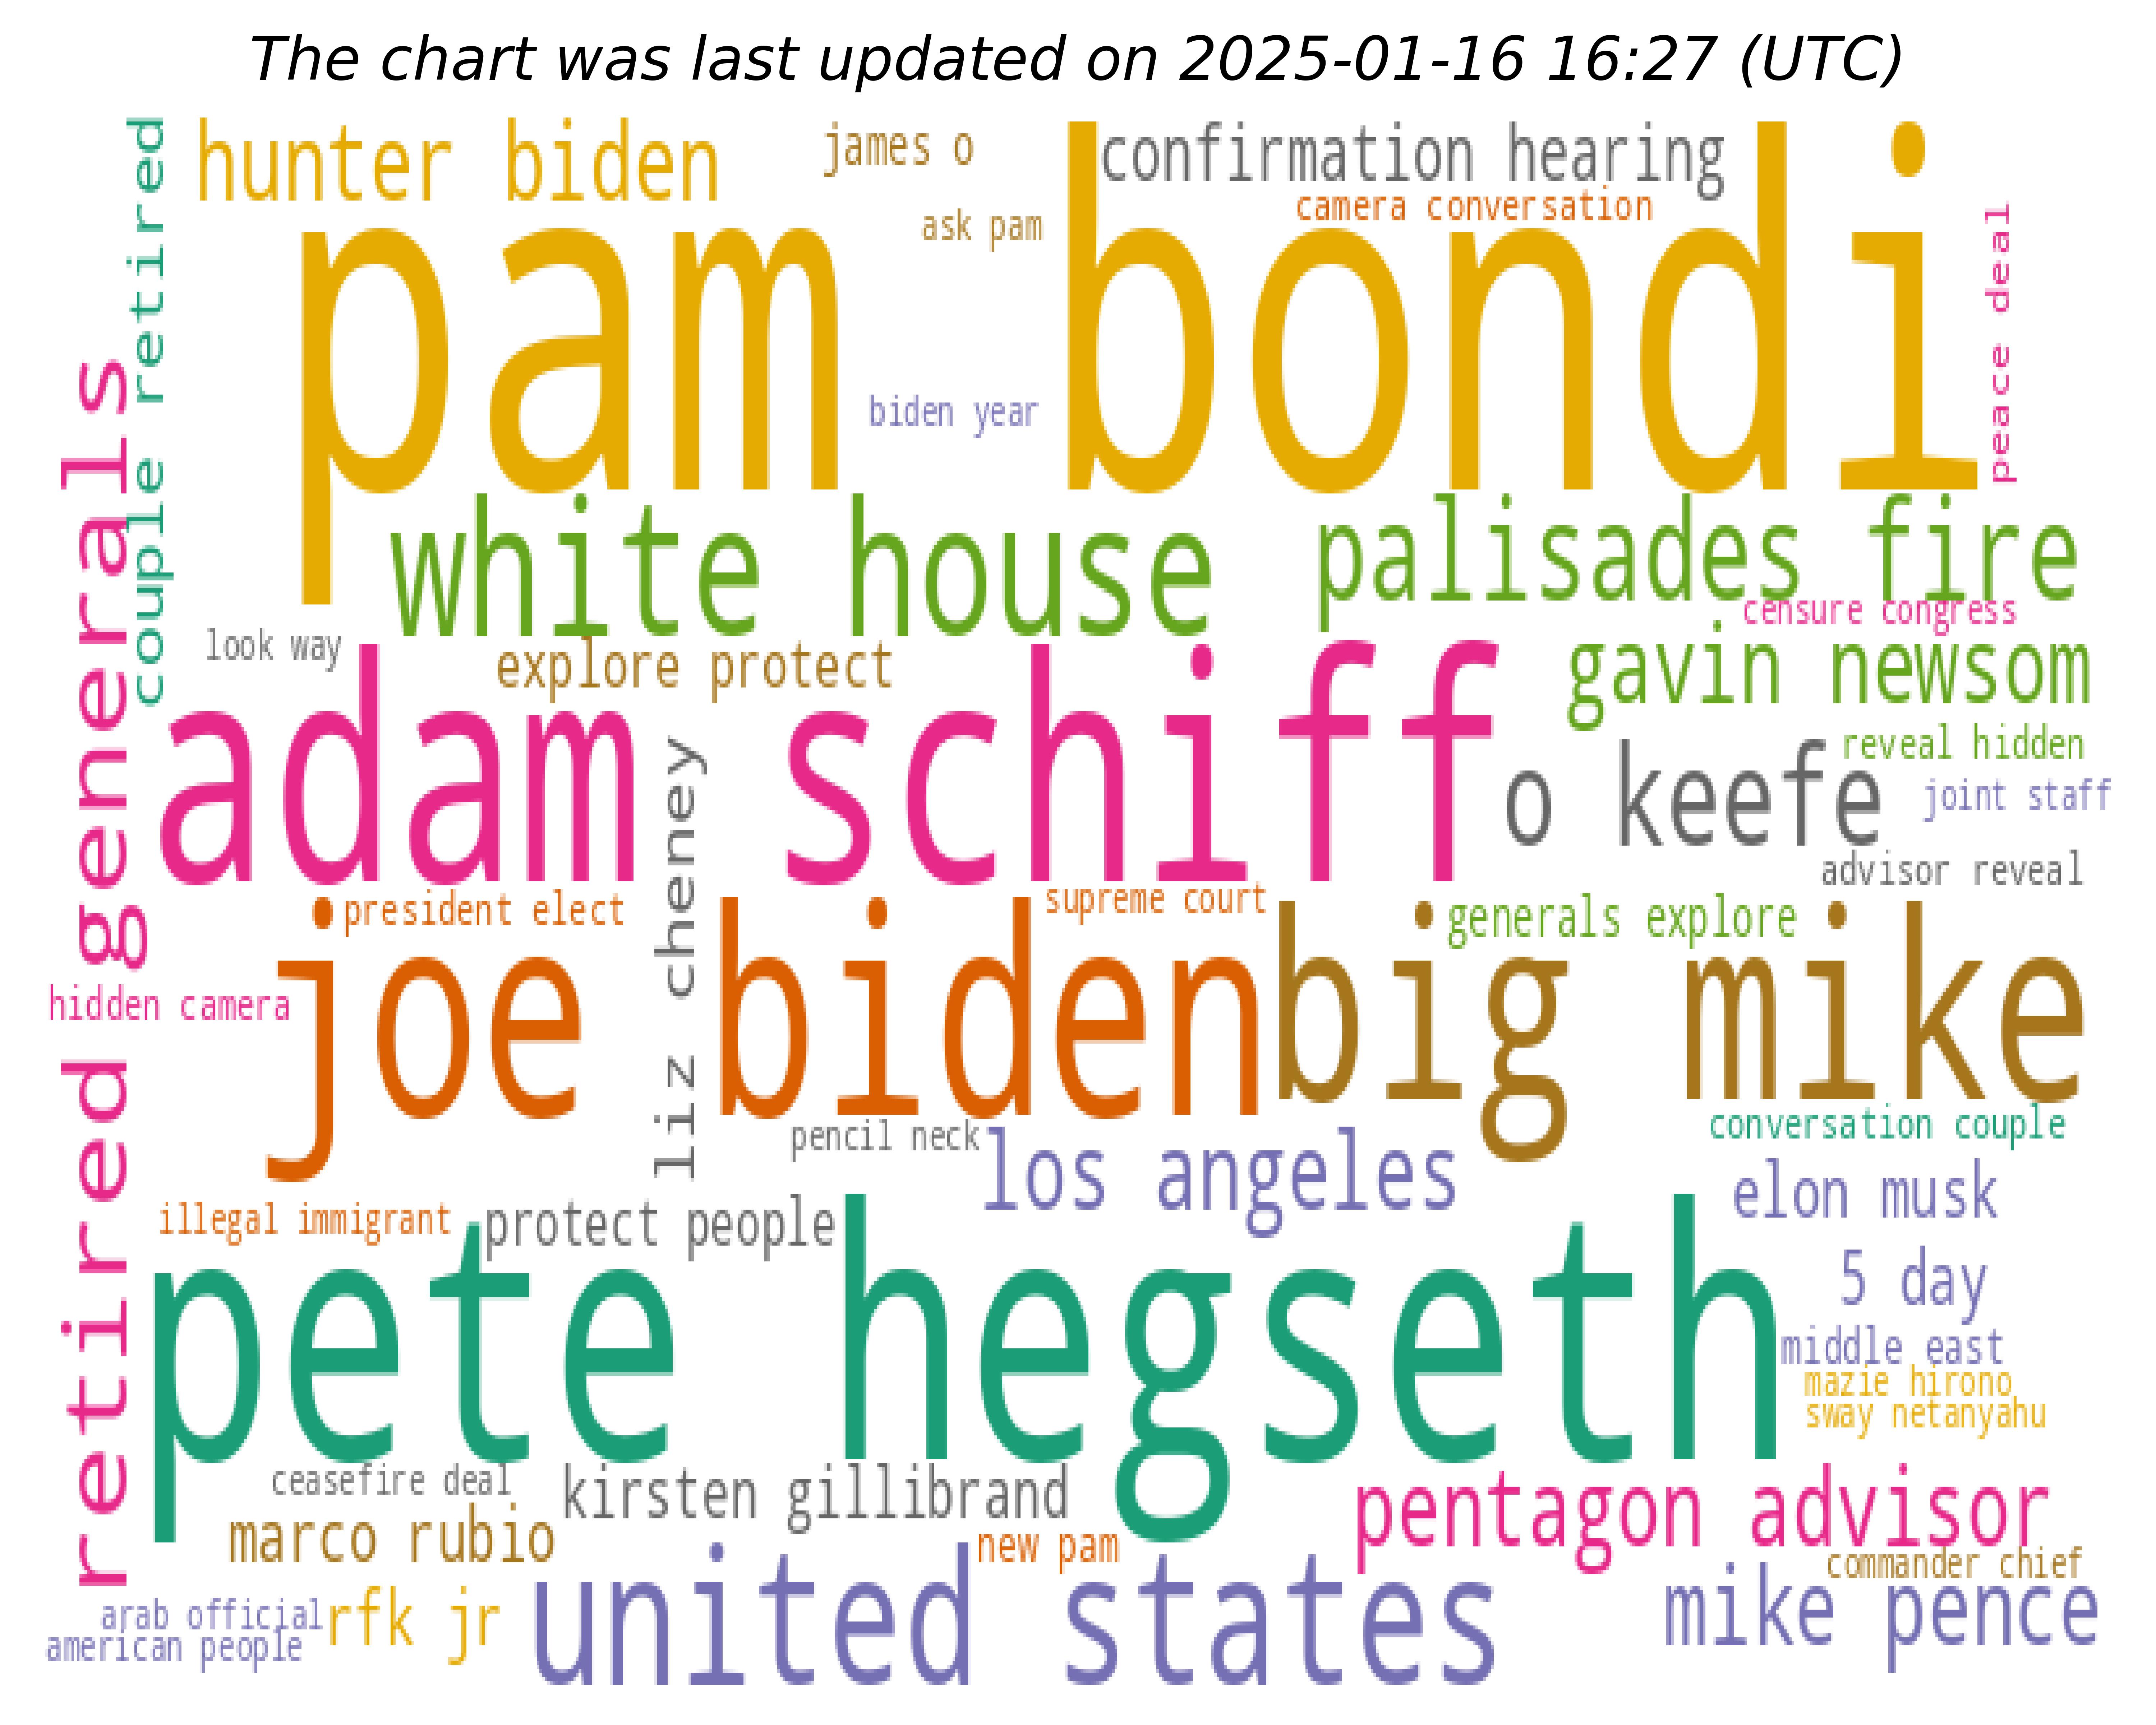 The chart was last updated on 2025-01-16 16:27 (UTC)
hunter biden
james o
confirmation hearing
camera conversation
ask pam
pam bondi
peace deal
couple retired
biden year
retired generals
white house
palisades fire
censure congress
look way
explore protect
gavin newsom
adam schiff
reveal hidden
o keefe
joint staff
advisor reveal
liz cheney
president elect
supreme court
generals explore
joe biden
big mike
hidden camera
conversation couple
pencil neck
los angeles
elon musk
illegal immigrant
protect people
pete hegseth
5 day
middle east
mazie hirono
sway netanyahu
ceasefire deal
kirsten gillibrand
pentagon advisor
marco rubio
new pam
commander chief
united states
mike pence
arab official
rfk jr
american people